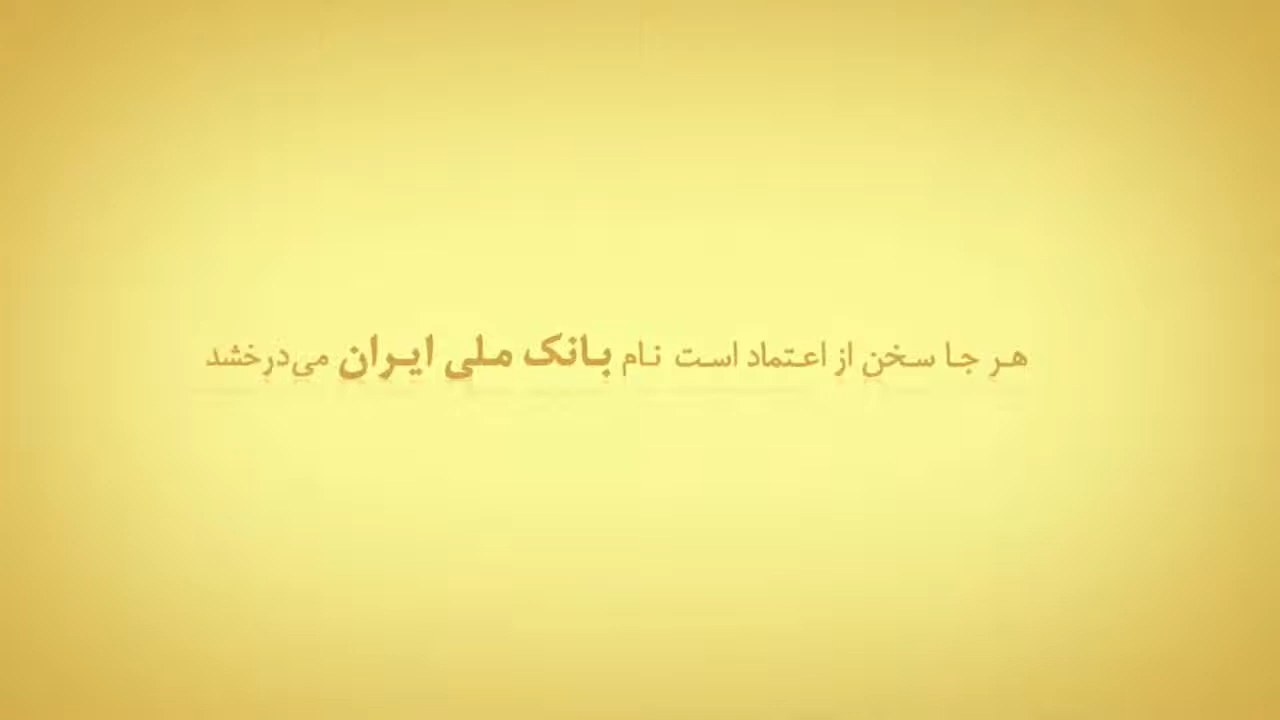 هر جا سخن از اعتماد است نام بانک ملی ایران می‌درخشد